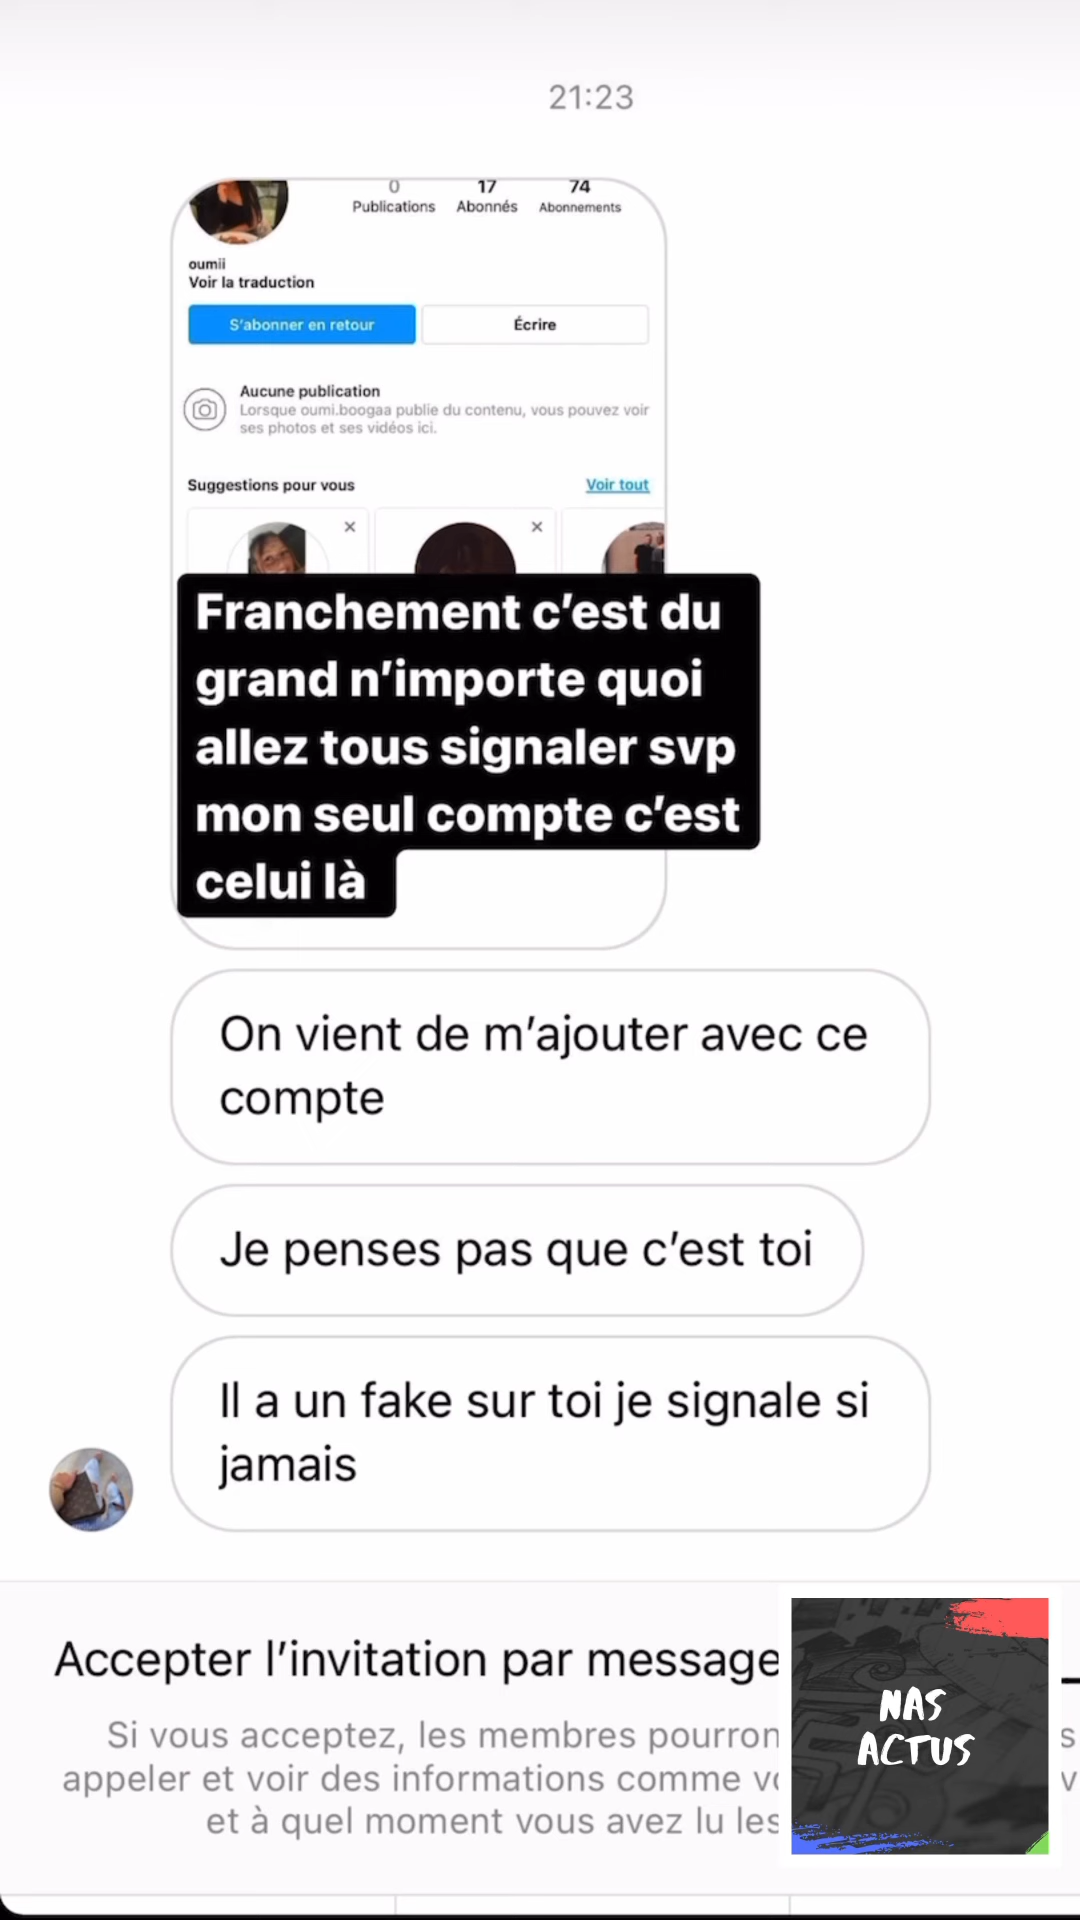 21:23
0 17 74
Publications Abonnés Abonnements
oumii
Voir la traduction
S'abonner en retour Écrire
Aucune publication
Lorsque oumi.boogaa publie du contenu, vous pouvez voir
ses photos et ses vidéos ici.
Suggestions pour vous Voir tout
Franchement c'est du
grand n'importe quoi
allez tous signaler svp
mon seul compte c'est
celui là
On vient de m'ajouter avec ce
compte
Je penses pas que c'est toi
Il a un fake sur toi je signale si
jamais
Accepter l'invitation par message
Si vous acceptez, les membres
appeler et voir des informations comme
et à quel moment vous avez lu les
NAS
ACTUS